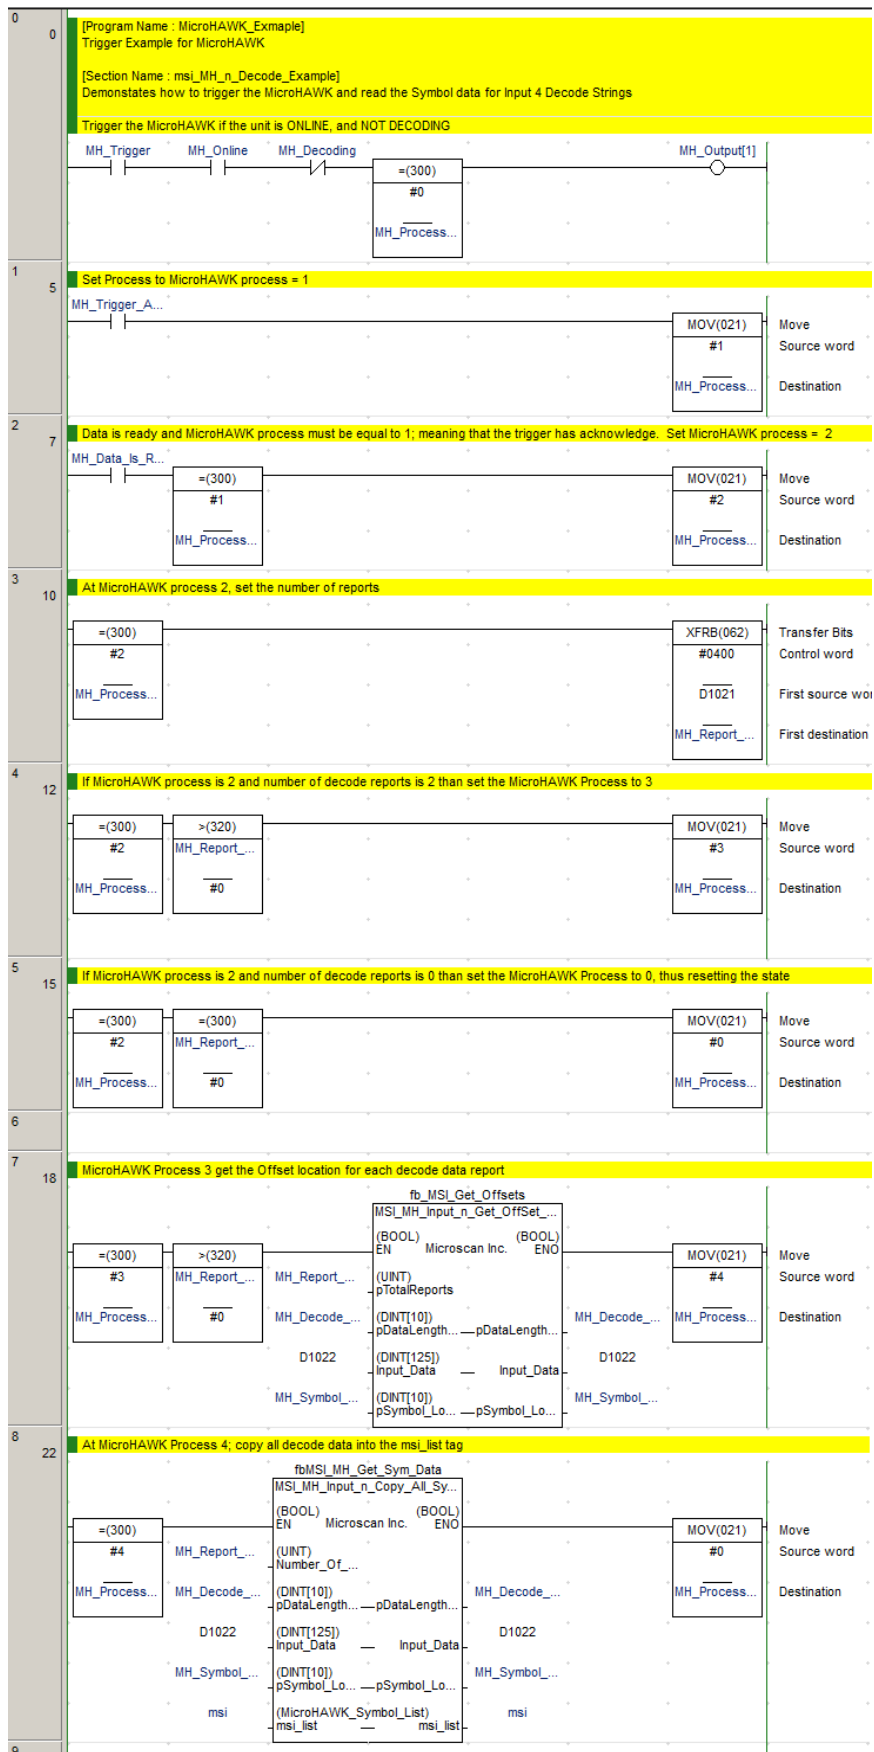 0
0
[Program Name : MicroHAWK_Exmaple]
Trigger Example for MicroHAWK
[Section Name : msi_MH_n_Decode_Example]
Demonstates how to trigger the MicroHAWK and read the Symbol data for Input 4 Decode Strings
Trigger the MicroHAWK if the unit is ONLINE, and NOT DECODING
MH_Trigger MH_Online MH_Decoding MH_Output[1]
=(300)
#0
MH_Process...
1
5
Set Process to MicroHAWK process = 1
MH_Trigger_A...
MOV(021) Move
#1 Source word
MH_Process... Destination
2
7
Data is ready and MicroHAWK process must be equal to 1; meaning that the trigger has acknowledge. Set MicroHAWK process = 2
MH_Data_Is_R...
=(300) MOV(021) Move
#1 #2 Source word
MH_Process... MH_Process... Destination
3
10
At MicroHAWK process 2, set the number of reports
=(300) XFRB(062) Transfer Bits
#2 #0400 Control word
MH_Process... D1021 First source wor
MH_Report_... First destination
4
12
If MicroHAWK process is 2 and number of decode reports is 2 than set the MicroHAWK Process to 3
=(300) >(320) MOV(021) Move
#2 MH_Report_... #3 Source word
MH_Process... #0 MH_Process... Destination
5
15
If MicroHAWK process is 2 and number of decode reports is 0 than set the MicroHAWK Process to 0, thus resetting the state
=(300) =(300) MOV(021) Move
#2 MH_Report_... #0 Source word
MH_Process... #0 MH_Process... Destination
6
7
18
MicroHAWK Process 3 get the Offset location for each decode data report
fb_MSI_Get_Offsets
MSI_MH_Input_n_Get_OffSet_...
(BOOL) (BOOL)
EN Microscan Inc. ENO
=(300) >(320) MOV(021) Move
#3 MH_Report_... MH_Report_... (UINT) #4 Source word
pTotalReports
MH_Process... #0 MH_Decode_... (DINT[10]) MH_Decode_... MH_Process... Destination
pDataLength... pDataLength...
D1022 (DINT[125]) D1022
Input_Data Input_Data
MH_Symbol_... (DINT[10]) MH_Symbol_...
pSymbol_Lo... pSymbol_Lo...
8
22
At MicroHAWK Process 4; copy all decode data into the msi_list tag
fbMSI_MH_Get_Sym_Data
MSI_MH_Input_n_Copy_All_Sy...
(BOOL) (BOOL)
EN Microscan Inc. ENO
=(300) MOV(021) Move
#4 MH_Report_... (UINT) #0 Source word
Number_Of_...
MH_Process... MH_Decode_... (DINT[10]) MH_Decode_... MH_Process... Destination
pDataLength... pDataLength...
D1022 (DINT[125]) D1022
Input_Data Input_Data
MH_Symbol_... (DINT[10]) MH_Symbol_...
pSymbol_Lo... pSymbol_Lo...
msi (MicroHAWK_Symbol_List) msi
msi_list msi_list
9